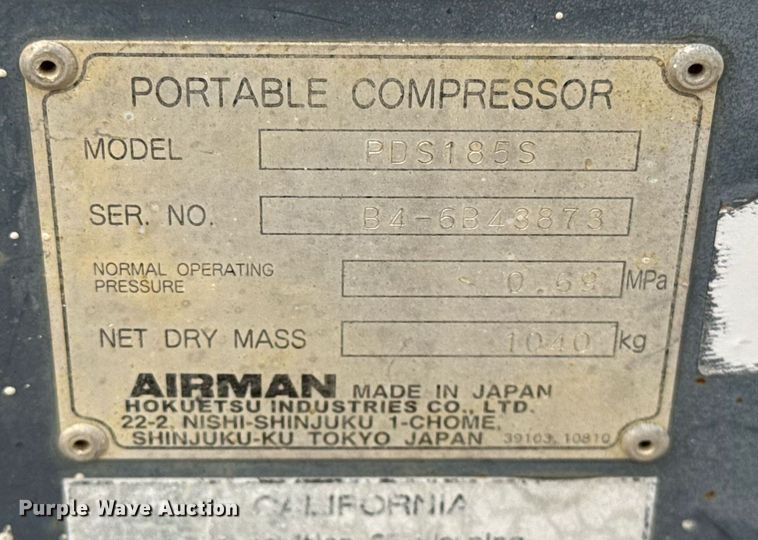 PORTABLE COMPRESSOR
MODEL PDS185S
SER. NO. B4-6B43873
NORMAL OPERATING
PRESSURE 0.69 MPa
NET DRY MASS 1040 kg
AIRMAN MADE IN JAPAN
HOKUETSU INDUSTRIES CO., LTD.
22-2, NISHI-SHINJUKU 1-CHOME,
SHINJUKU-KU TOKYO JAPAN 39103, 10810
CALIFORNIA
Purple Wave Auction